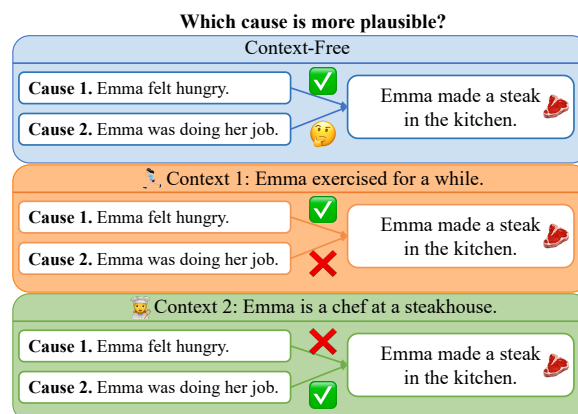 Which cause is more plausible?
Context-Free
Cause 1. Emma felt hungry.
Cause 2. Emma was doing her job.
Emma made a steak
in the kitchen.
Context 1: Emma exercised for a while.
Cause 1. Emma felt hungry.
Cause 2. Emma was doing her job.
Emma made a steak
in the kitchen.
Context 2: Emma is a chef at a steakhouse.
Cause 1. Emma felt hungry.
Cause 2. Emma was doing her job.
Emma made a steak
in the kitchen.